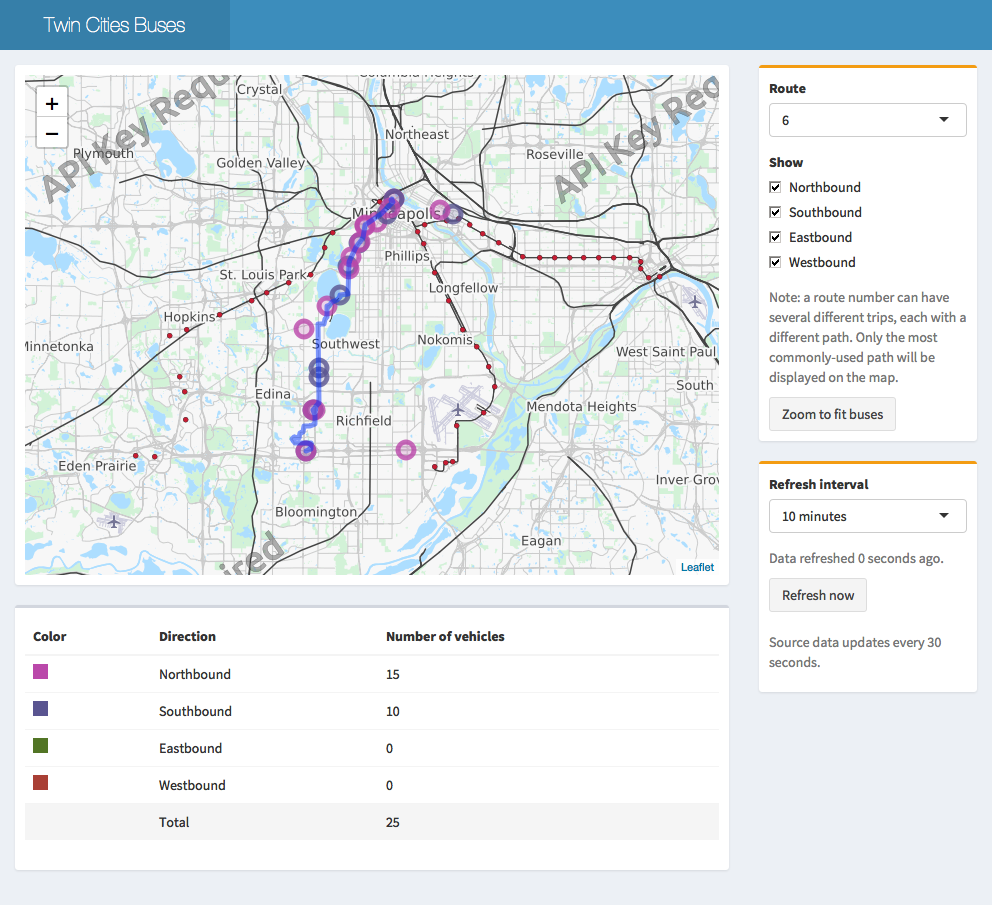 Twin Cities Buses
+
−
Columbia Heights
Crystal
API Key Requ
API Key Req
Northeast
Plymouth
Golden Valley
Roseville
Minneapolis
Phillips
St. Louis Park
Longfellow
Hopkins
Minnetonka
Southwest
Nokomis
West Saint Paul
Edina
South
Richfield
Mendota Heights
Eden Prairie
Inver Grov
Bloomington
Eagan
ired
Leaflet
Route
6
Show
Northbound
Southbound
Eastbound
Westbound
Note: a route number can have
several different trips, each with a
different path. Only the most
commonly-used path will be
displayed on the map.
Zoom to fit buses
Refresh interval
10 minutes
Data refreshed 0 seconds ago.
Refresh now
Source data updates every 30
seconds.
Color Direction Number of vehicles
Northbound 15
Southbound 10
Eastbound 0
Westbound 0
Total 25